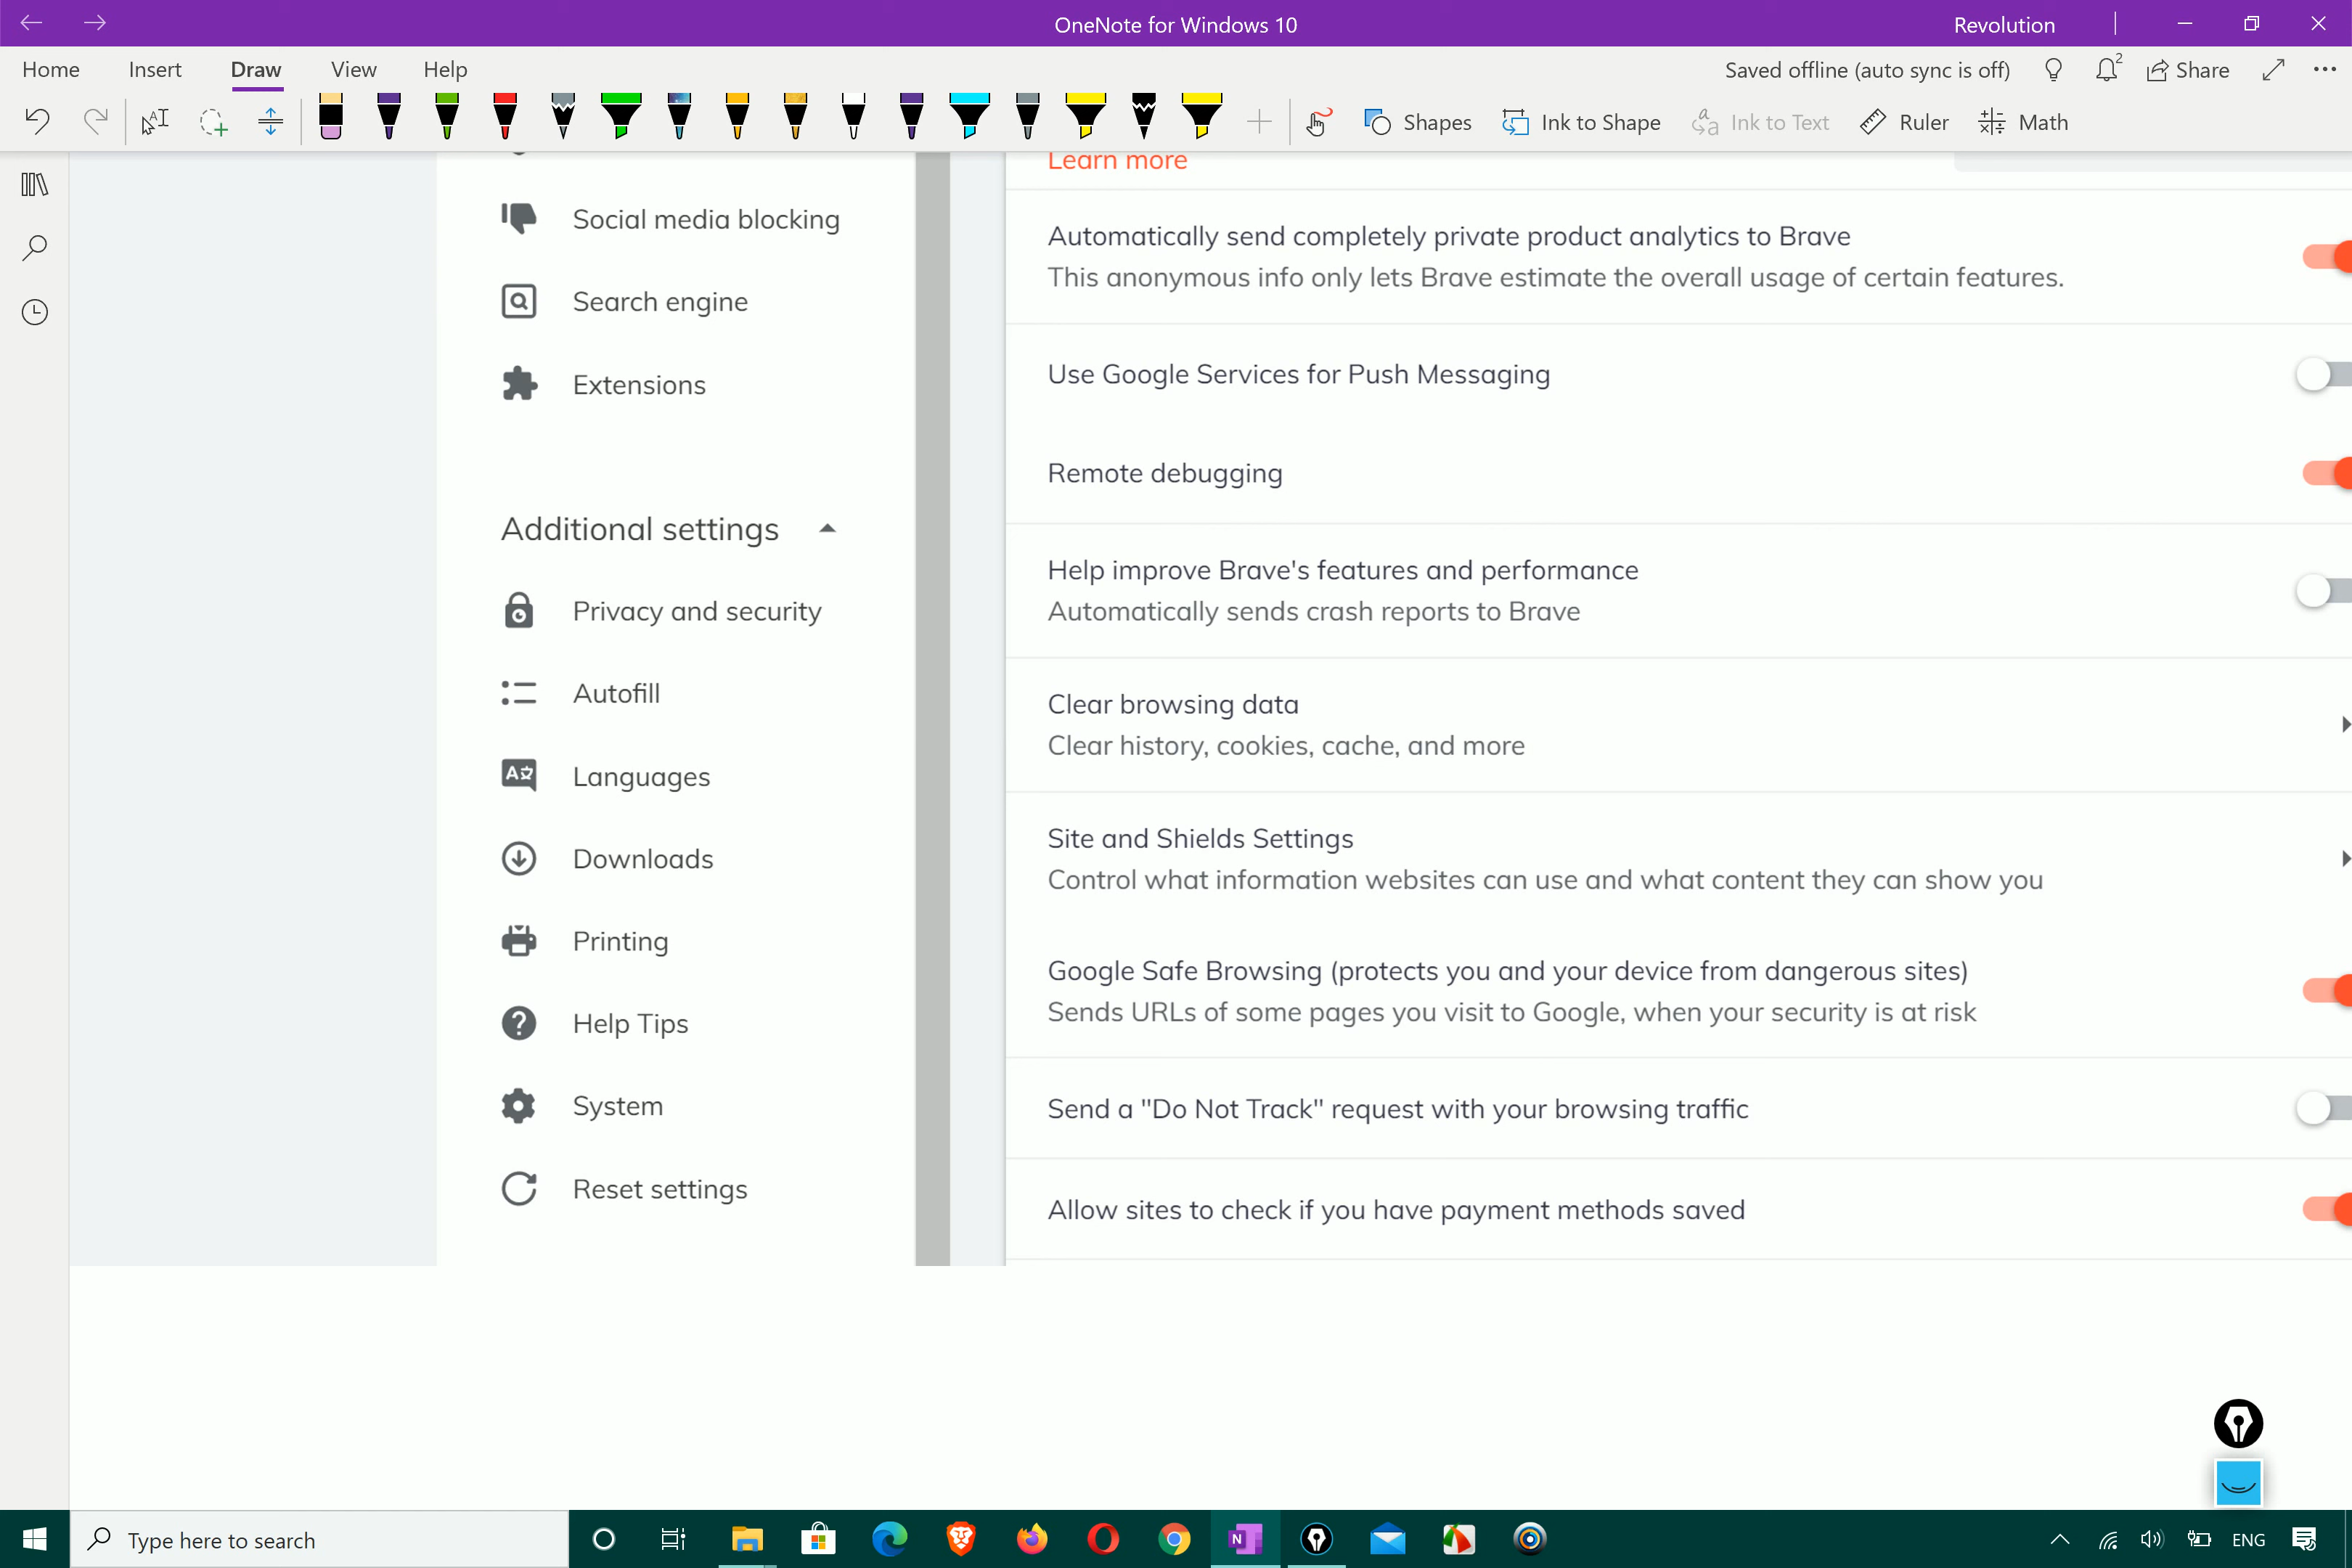 OneNote for Windows 10
Revolution
Home
Insert
Draw
View
Help
Saved offline (auto sync is off)
2
Share
Shapes
Ink to Shape
Ink to Text
Ruler
Math
Social media blocking
Search engine
Extensions
Additional settings
Privacy and security
Autofill
Languages
Downloads
Printing
Help Tips
System
Reset settings
Learn more
Automatically send completely private product analytics to Brave
This anonymous info only lets Brave estimate the overall usage of certain features.
Use Google Services for Push Messaging
Remote debugging
Help improve Brave's features and performance
Automatically sends crash reports to Brave
Clear browsing data
Clear history, cookies, cache, and more
Site and Shields Settings
Control what information websites can use and what content they can show you
Google Safe Browsing (protects you and your device from dangerous sites)
Sends URLs of some pages you visit to Google, when your security is at risk
Send a "Do Not Track" request with your browsing traffic
Allow sites to check if you have payment methods saved
Type here to search
ENG